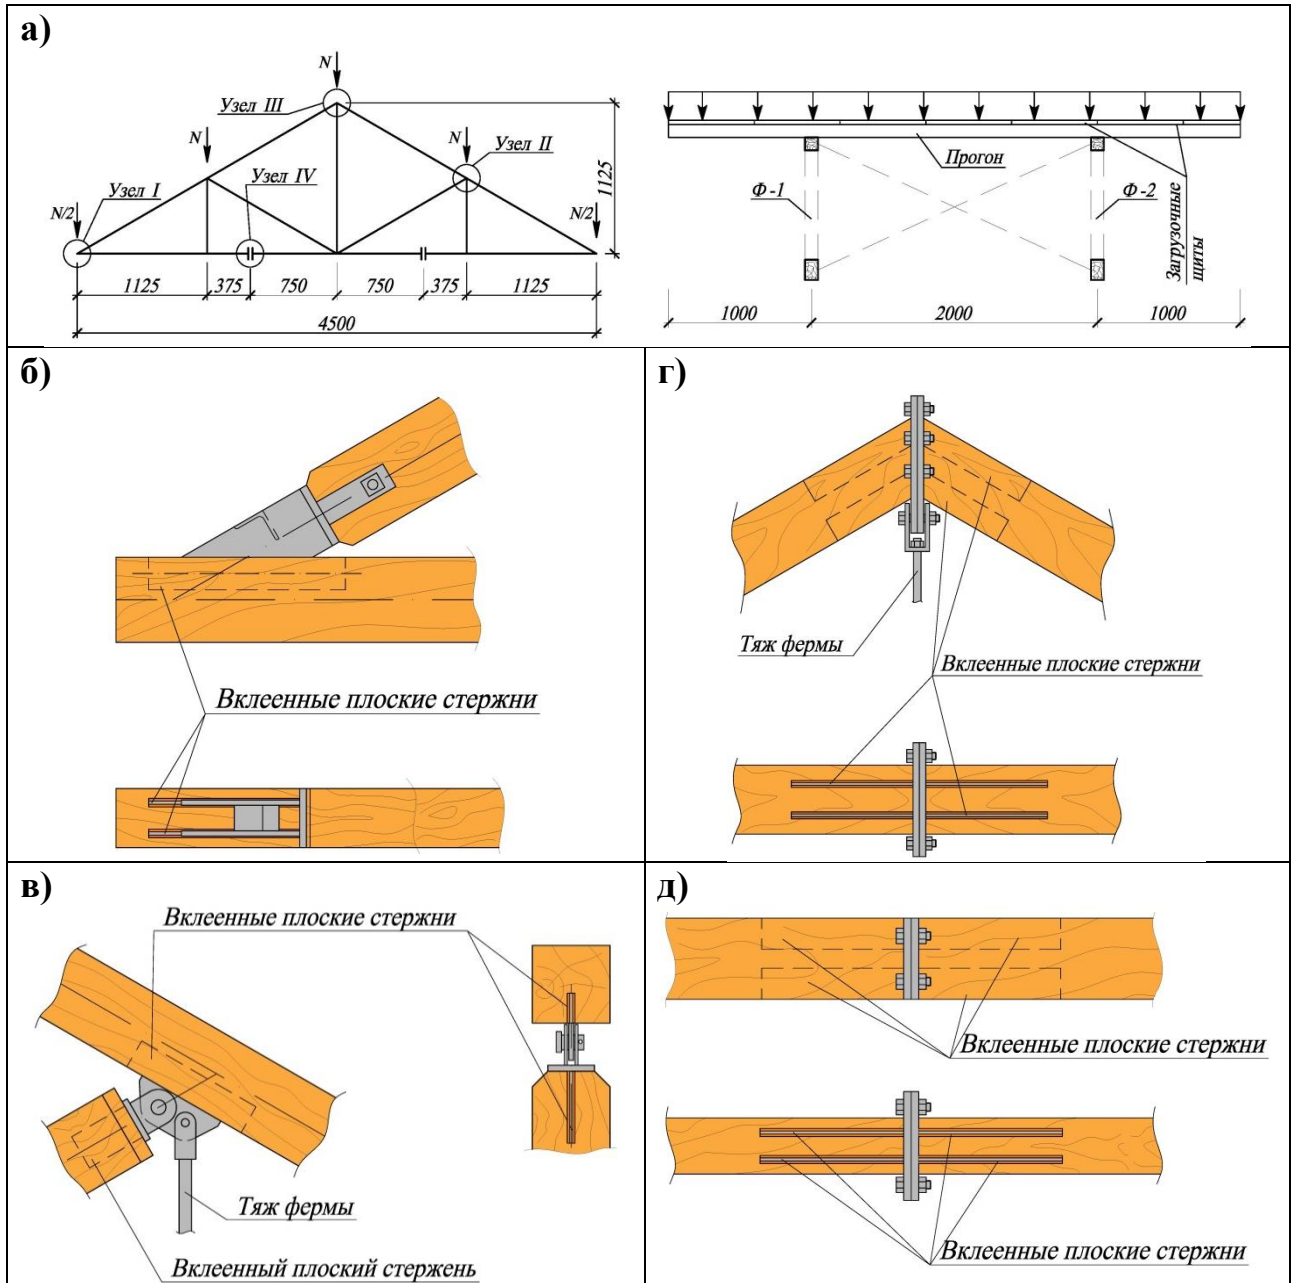 а)
N
Узел III
N
N
Узел II
Узел I
Узел IV
N/2
N/2
1125
1125
375
750
750
375
1125
4500
Прогон
Ф-1
Ф-2
Загрузочные
щиты
1000
2000
1000
б)
Вклеенные плоские стержни
г)
Тяж фермы
Вклеенные плоские стержни
в)
Вклеенные плоские стержни
Тяж фермы
Вклеенный плоский стержень
д)
Вклеенные плоские стержни
Вклеенные плоские стержни